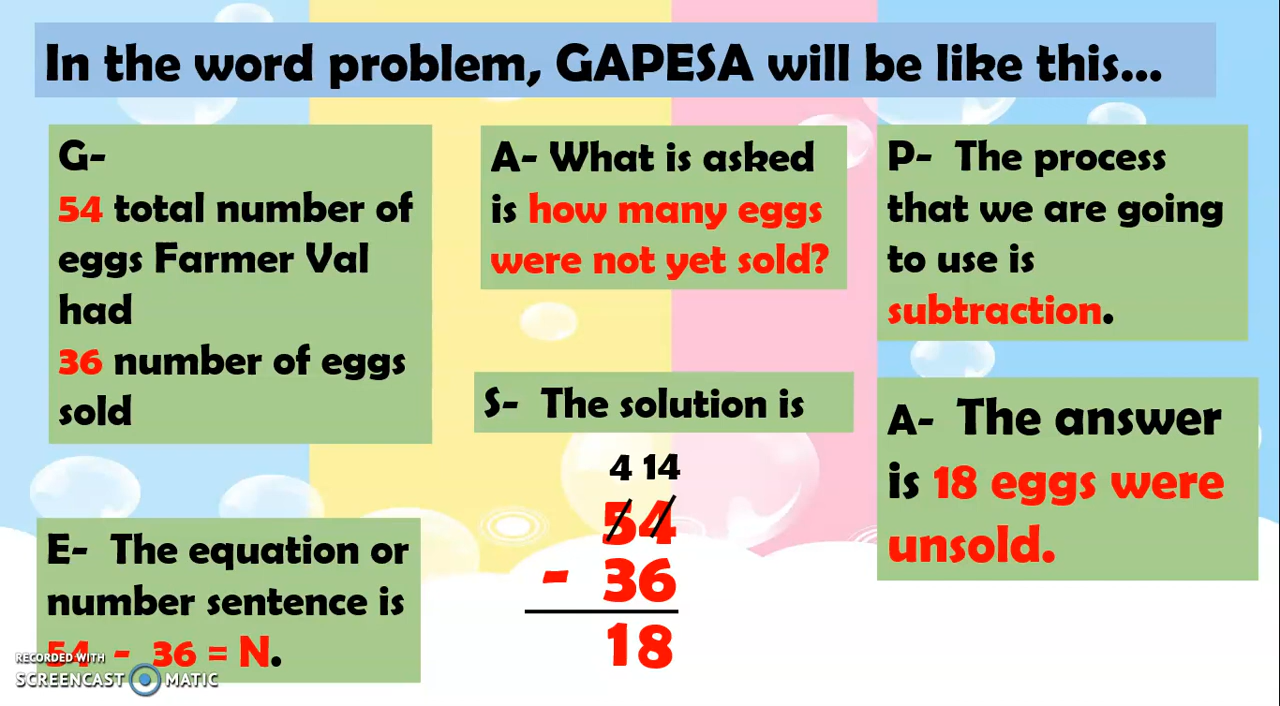 In the word problem, GAPESA will be like this...
G-
54 total number of
eggs Farmer Val
had
36 number of eggs
sold
A- What is asked
is how many eggs
were not yet sold?
P- The process
that we are going
to use is
subtraction.
E- The equation or
number sentence is
54 - 36 = N.
S- The solution is
4 14
54
- 36
18
A- The answer
is 18 eggs were
unsold.
RECORDED WITH
SCREENCAST MATIC